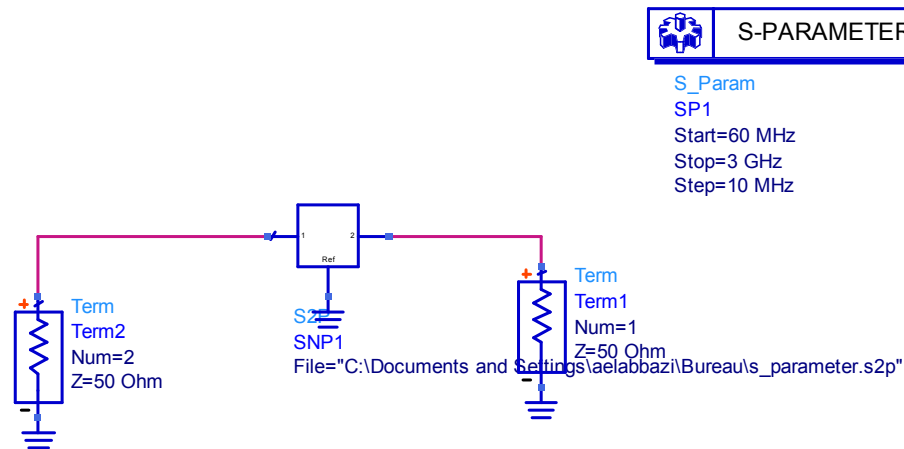 S-PARAMETER
S_Param
SP1
Start=60 MHz
Stop=3 GHz
Step=10 MHz
1
2
Ref
+
Term
Term2
Num=2
Z=50 Ohm
-
S2P
SNP1
File="C:\Documents and Settings\aelabbazi\Bureau\s_parameter.s2p"
+
Term
Term1
Num=1
Z=50 Ohm
-